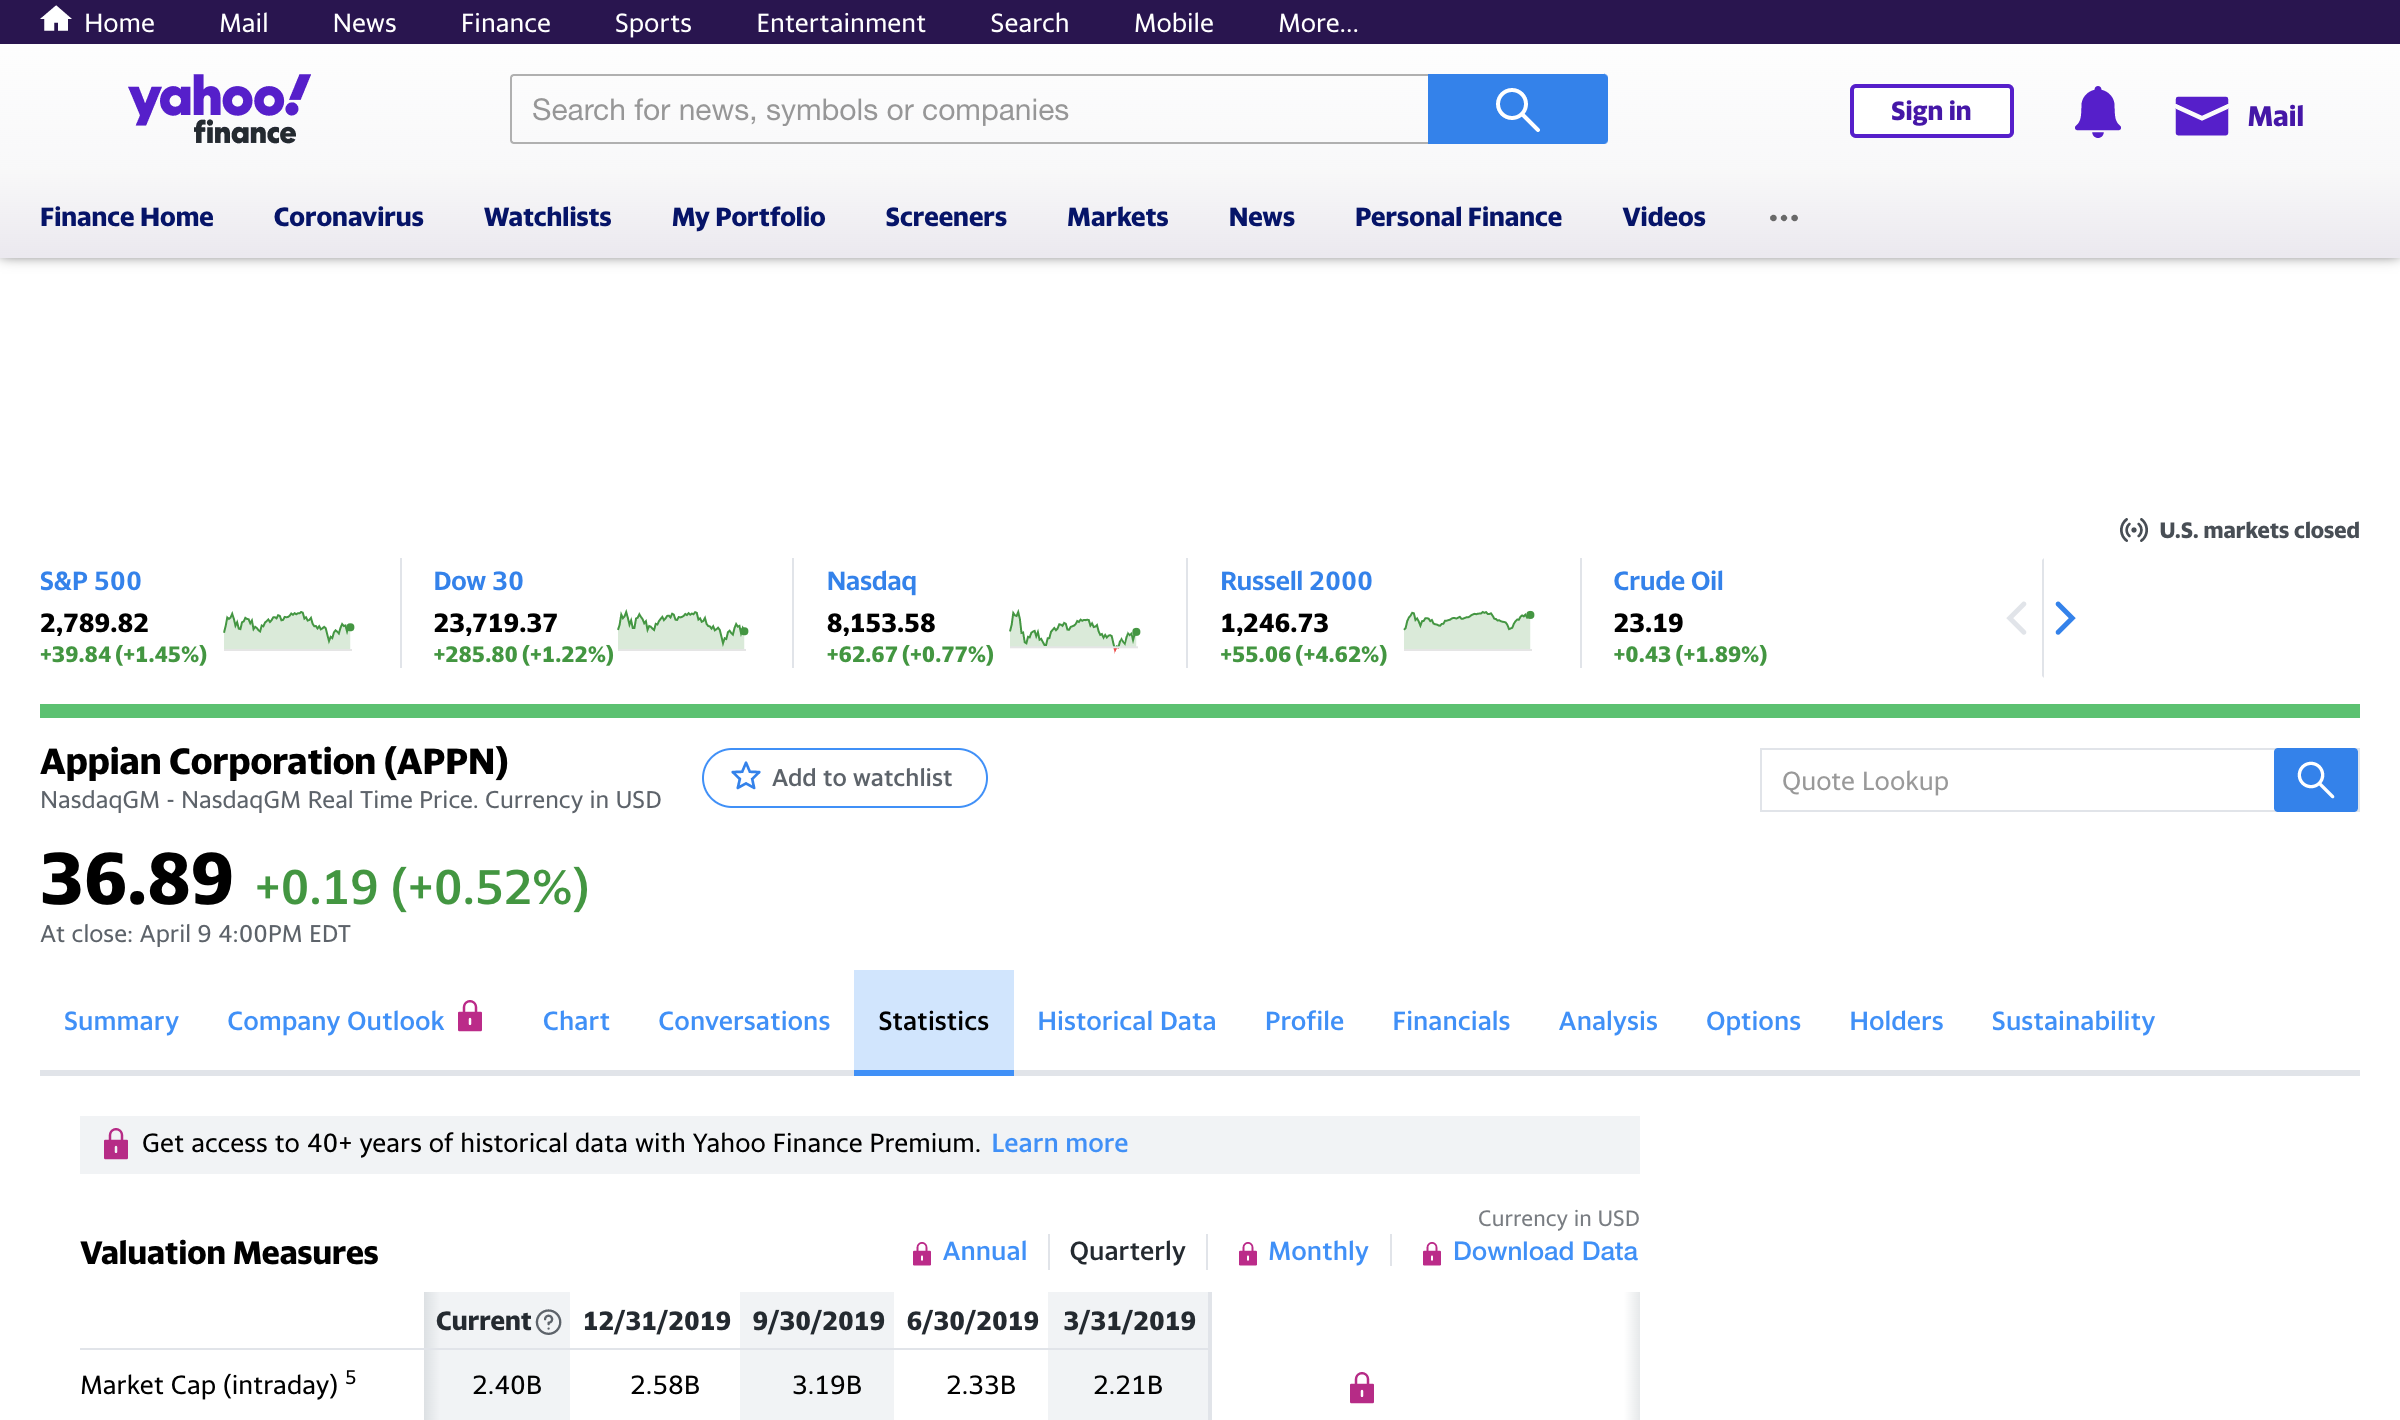 Home Mail News Finance Sports Entertainment Search Mobile More...
yahoo! finance
Search for news, symbols or companies
Sign in
Mail
Finance Home Coronavirus Watchlists My Portfolio Screeners Markets News Personal Finance Videos ...
U.S. markets closed
S&P 500
2,789.82
+39.84 (+1.45%)
Dow 30
23,719.37
+285.80 (+1.22%)
Nasdaq
8,153.58
+62.67 (+0.77%)
Russell 2000
1,246.73
+55.06 (+4.62%)
Crude Oil
23.19
+0.43 (+1.89%)
Appian Corporation (APPN)
NasdaqGM - NasdaqGM Real Time Price. Currency in USD
Add to watchlist
Quote Lookup
36.89 +0.19 (+0.52%)
At close: April 9 4:00PM EDT
Summary Company Outlook Chart Conversations Statistics Historical Data Profile Financials Analysis Options Holders Sustainability
Get access to 40+ years of historical data with Yahoo Finance Premium. Learn more
Currency in USD
Valuation Measures Annual Quarterly Monthly Download Data
Current ? 12/31/2019 9/30/2019 6/30/2019 3/31/2019
Market Cap (intraday) 5 2.40B 2.58B 3.19B 2.33B 2.21B